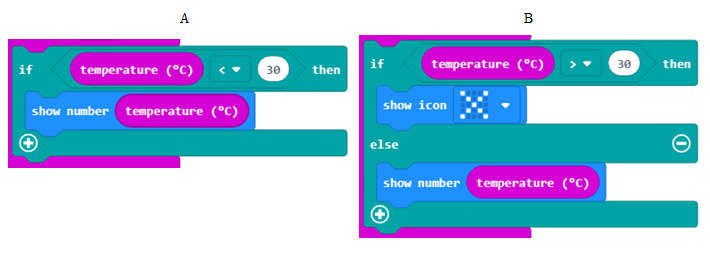 A
if temperature (°C) < 30 then
show number temperature (°C)
B
if temperature (°C) > 30 then
show icon
else
show number temperature (°C)